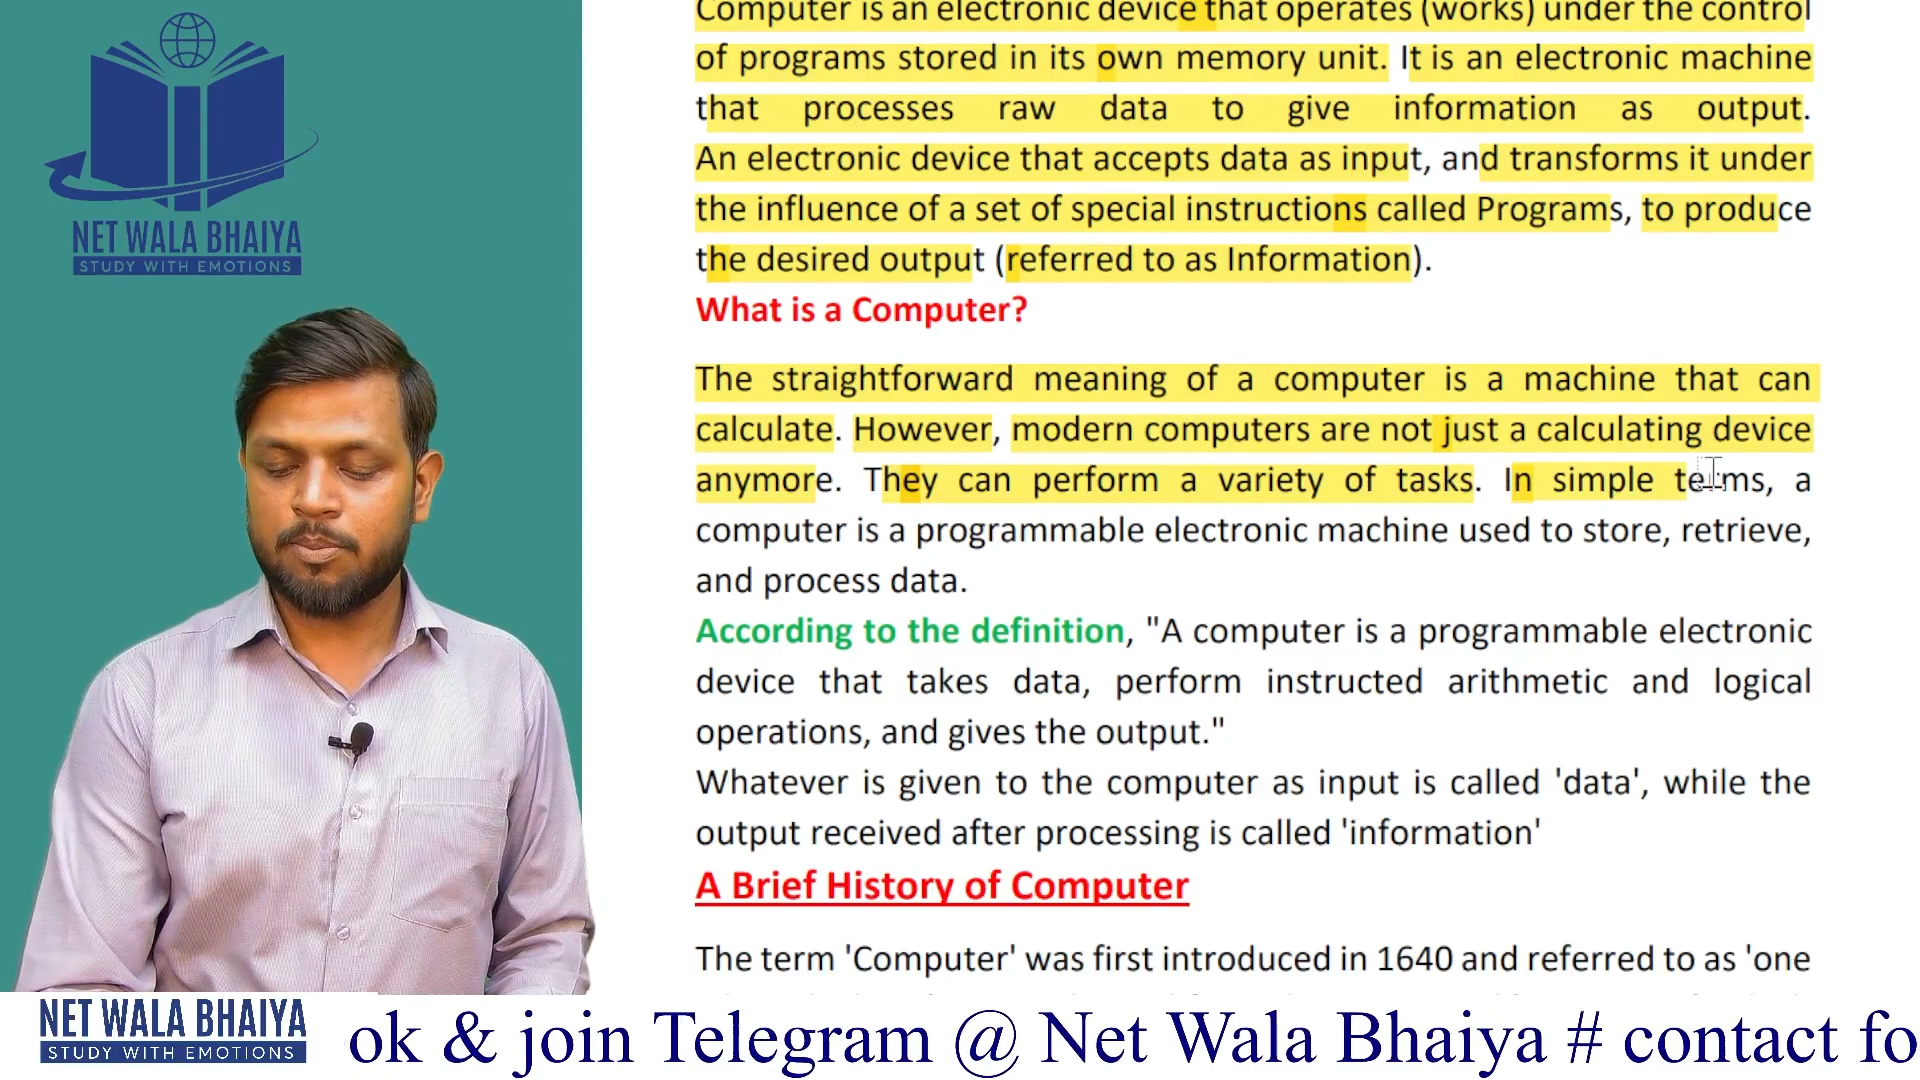 Computer is an electronic device that operates (works) under the control
of programs stored in its own memory unit. It is an electronic machine
that processes raw data to give information as output.
An electronic device that accepts data as input, and transforms it under
the influence of a set of special instructions called Programs, to produce
the desired output (referred to as Information).
What is a Computer?
The straightforward meaning of a computer is a machine that can
calculate. However, modern computers are not just a calculating device
anymore. They can perform a variety of tasks. In simple terms, a
computer is a programmable electronic machine used to store, retrieve,
and process data.
According to the definition, "A computer is a programmable electronic
device that takes data, perform instructed arithmetic and logical
operations, and gives the output."
Whatever is given to the computer as input is called 'data', while the
output received after processing is called 'information'
A Brief History of Computer
The term 'Computer' was first introduced in 1640 and referred to as 'one
NET WALA BHAIYA
STUDY WITH EMOTIONS
NET WALA BHAIYA
STUDY WITH EMOTIONS
ok & join Telegram @ Net Wala Bhaiya # contact fo